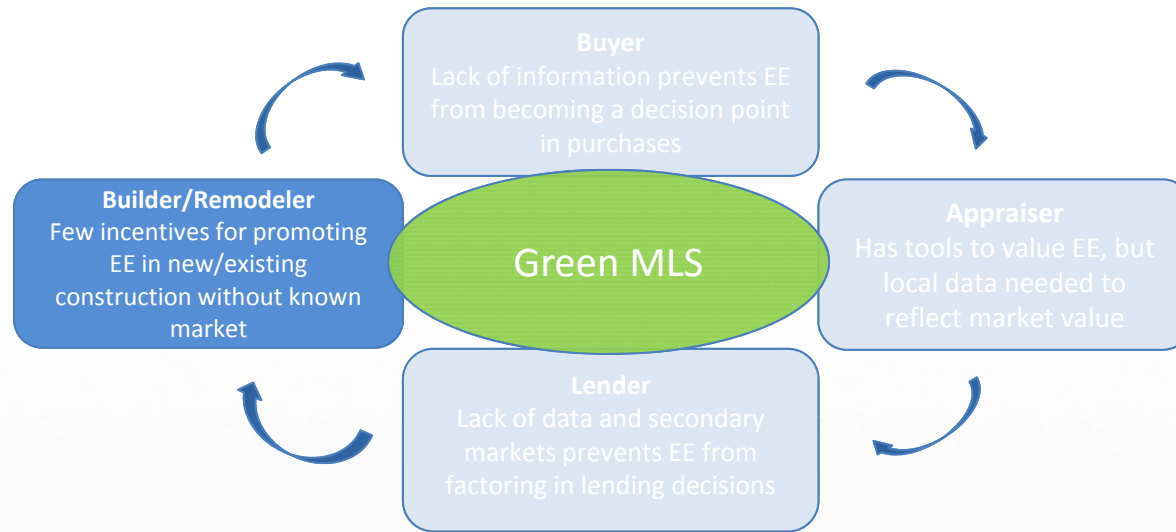 Buyer
Lack of information prevents EE
from becoming a decision point
in purchases
Builder/Remodeler
Few incentives for promoting
EE in new/existing
construction without known
market
Green MLS
Appraiser
Has tools to value EE, but
local data needed to
reflect market value
Lender
Lack of data and secondary
markets prevents EE from
factoring in lending decisions